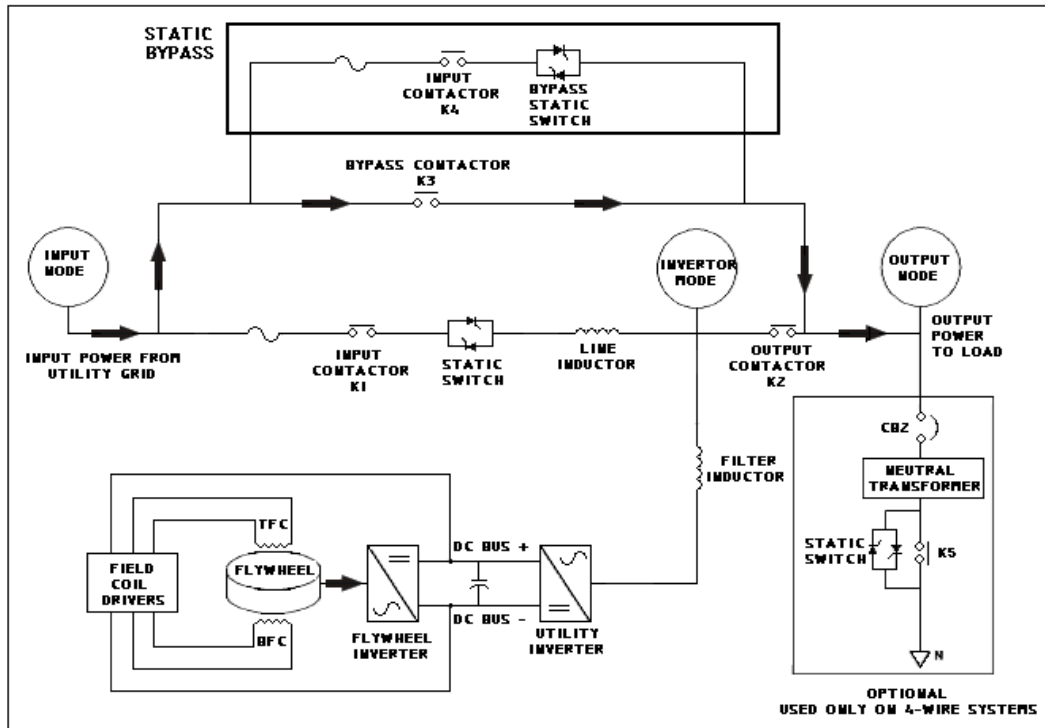 STATIC
BYPASS
INPUT
CONTACTOR
K4
BYPASS
STATIC
SWITCH
BYPASS CONTACTOR
K3
INPUT
NODE
INVERTOR
NODE
OUTPUT
NODE
INPUT POWER FROM
UTILITY GRID
INPUT
CONTACTOR
K1
STATIC
SWITCH
LINE
INDUCTOR
OUTPUT
CONTACTOR
K2
OUTPUT
POWER
TO LOAD
CB2
NEUTRAL
TRANSFORMER
STATIC
SWITCH
K5
N
OPTIONAL
USED ONLY ON 4-WIRE SYSTEMS
FILTER
INDUCTOR
FIELD
COIL
DRIVERS
TFC
FLYWHEEL
BFC
FLYWHEEL
INVERTER
DC BUS +
DC BUS -
UTILITY
INVERTER